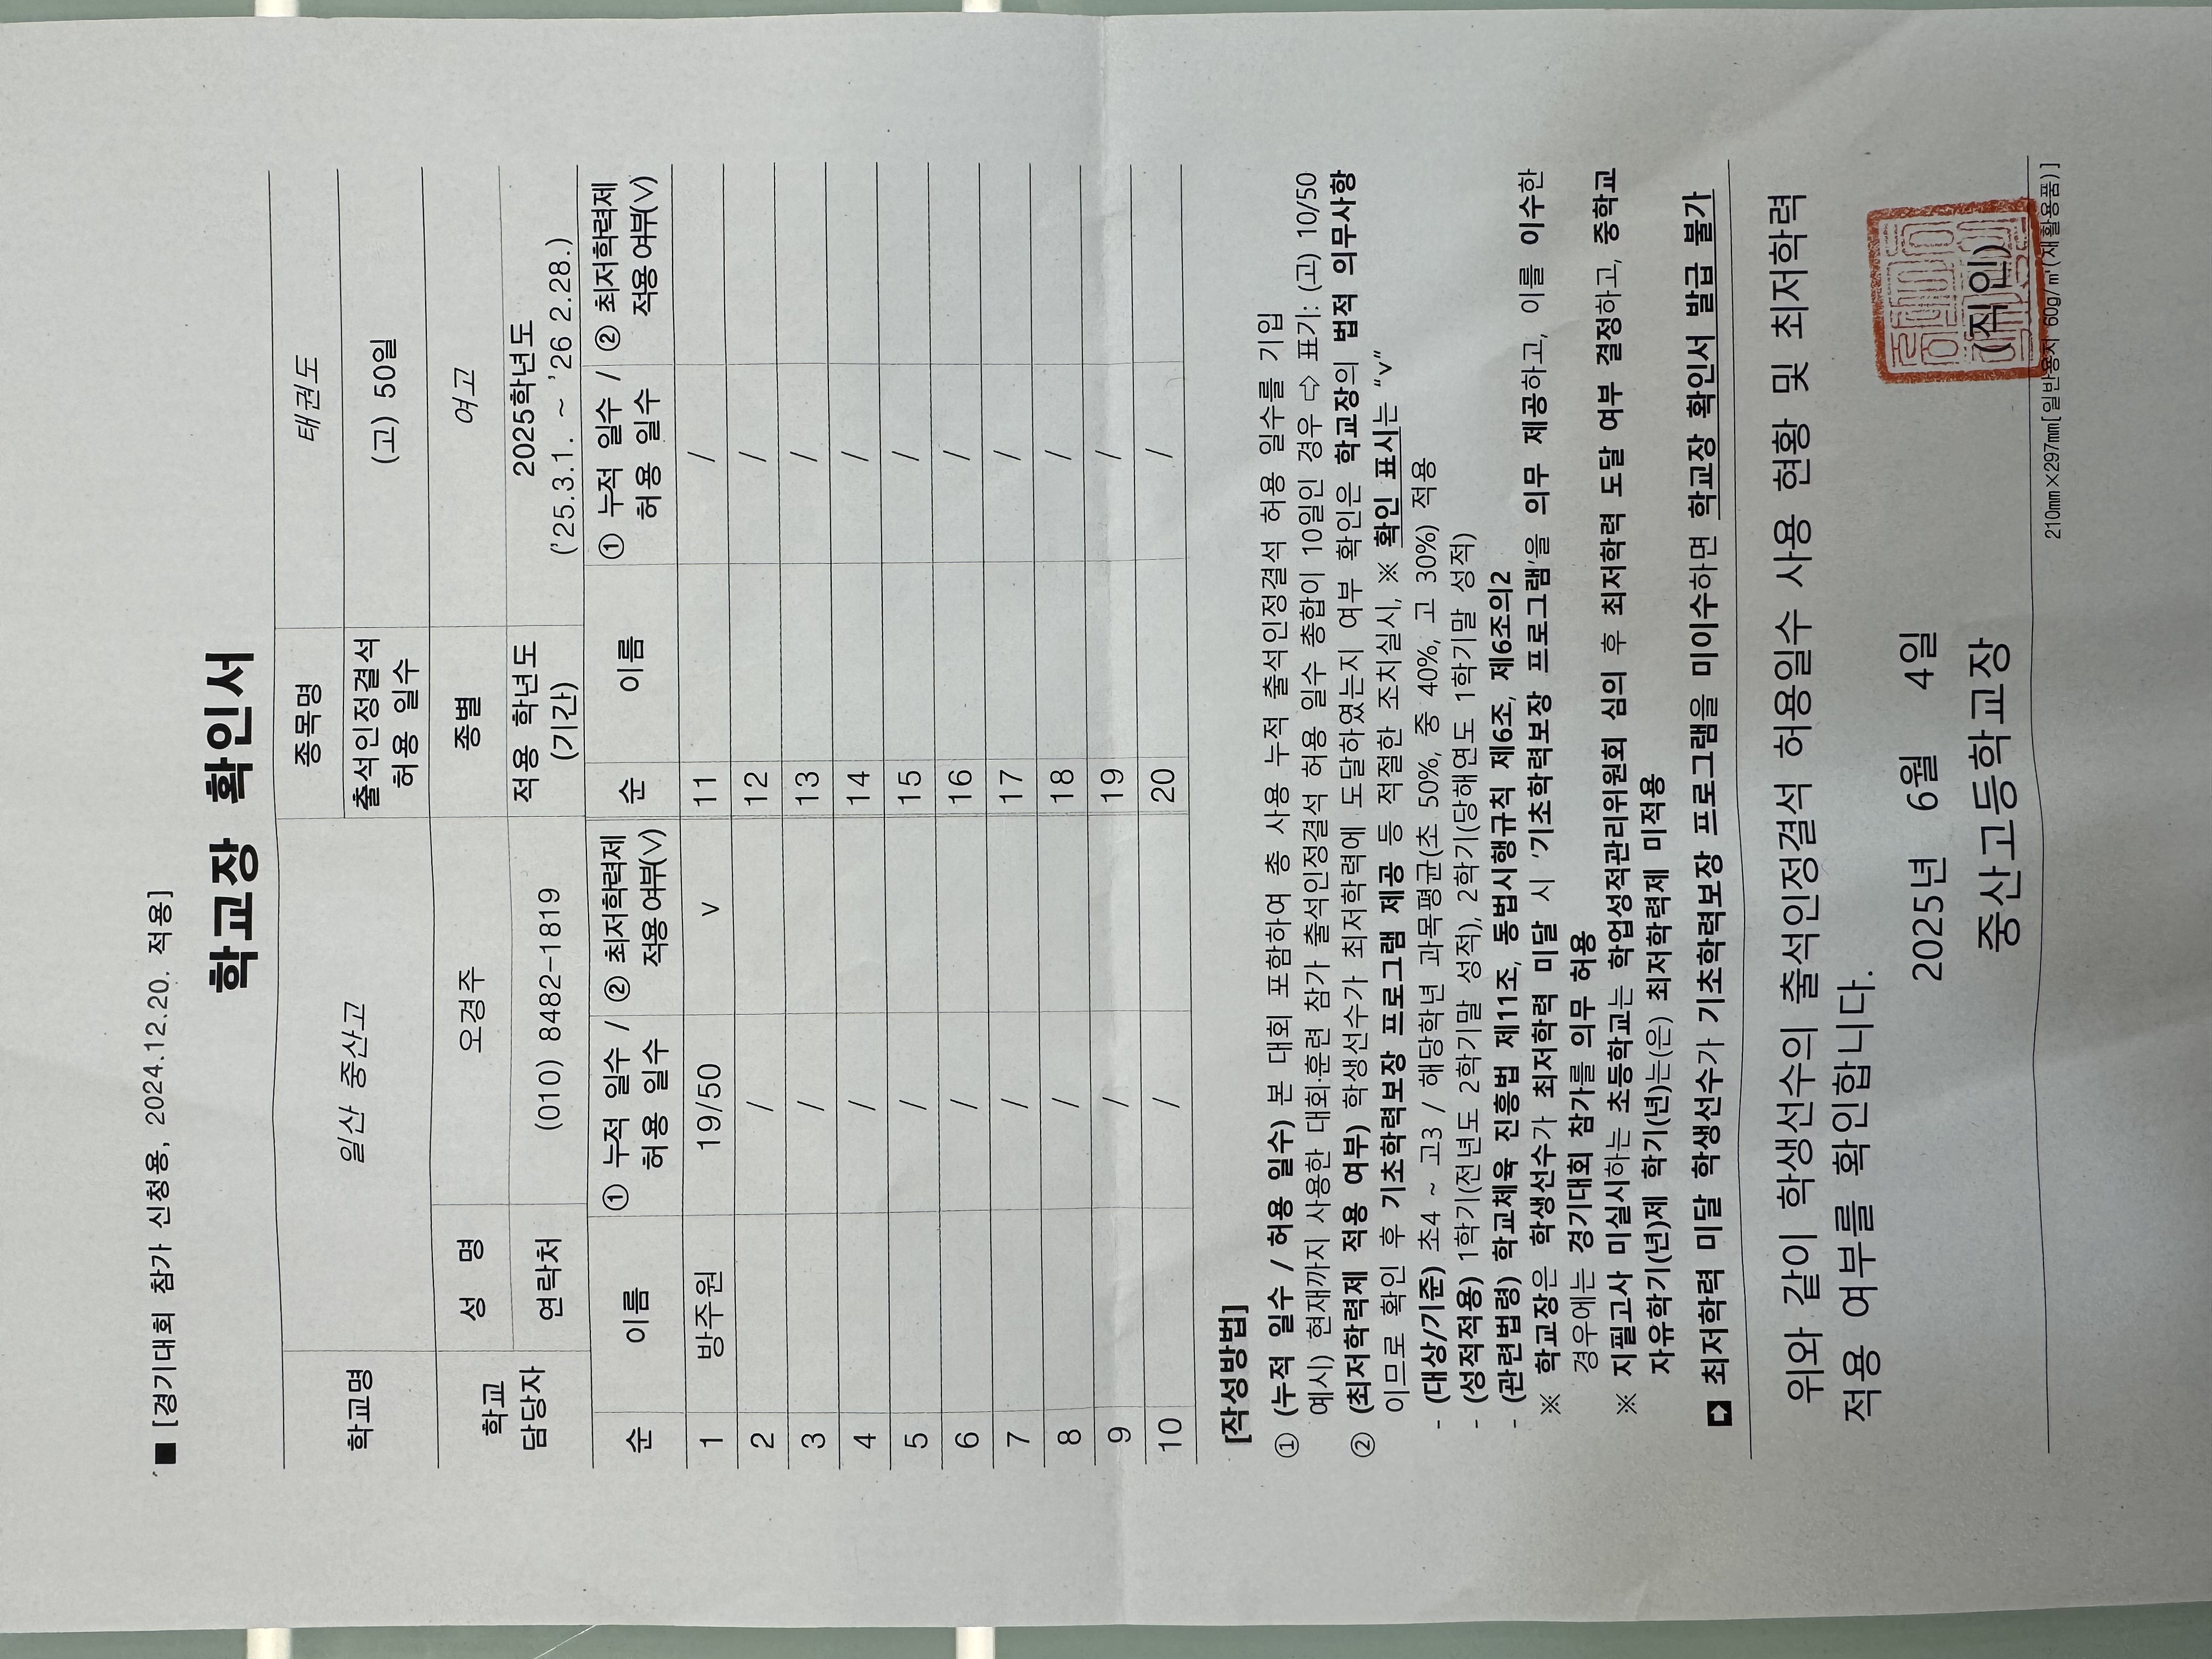 ■ [경기대회 참가 신청용, 2024.12.20. 적용]
학교장 확인서
학교명 일산 중산고 종목명 태권도
출석인정결석 허용 일수 (고) 50일
학교 담당자 성 명 오경주 종별 여고
연락처 (010) 8482-1819 적용 학년도 (기간) 2025학년도 ('25.3.1. ~ '26 2.28.)
순 이름 ① 누적 일수 / 허용 일수 ② 최저학력제 적용여부(V) 순 이름 ① 누적 일수 / 허용 일수 ② 최저학력제 적용여부(V)
1 방주원 19/50 v 11 /
2 / 12 /
3 / 13 /
4 / 14 /
5 / 15 /
6 / 16 /
7 / 17 /
8 / 18 /
9 / 19 /
10 / 20 /
[작성방법]
① (누적 일수 / 허용 일수) 본 대회 포함하여 총 사용 누적 출석인정결석 허용 일수를 기입
예시) 현재까지 사용한 대회·훈련 참가 출석인정결석 허용 일수 총합이 10일인 경우 ⇨ 표기: (고) 10/50
② (최저학력제 적용 여부) 학생선수가 최저학력에 도달하였는지 여부 확인은 학교장의 법적 의무사항
이므로 확인 후 기초학력보장 프로그램 제공 등 적절한 조치실시, ※ 확인 표시는 "v"
- (대상/기준) 초4 ~ 고3 / 해당학년 과목평균(초 50%, 중 40%, 고 30%) 적용
- (성적적용) 1학기(전년도 2학기말 성적), 2학기(당해연도 1학기말 성적)
- (관련법령) 학교체육 진흥법 제11조, 동법시행규칙 제6조, 제6조의2
※ 학교장은 학생선수가 최저학력 미달 시 '기초학력보장 프로그램'을 의무 제공하고, 이를 이수한
경우에는 경기대회 참가를 의무 허용
※ 지필고사 미실시하는 초등학교는 학업성적관리위원회 심의 후 최저학력 도달 여부 결정하고, 중학교
자유학기(년)제 학기(년)는(은) 최저학력제 미적용
➡ 최저학력 미달 학생선수가 기초학력보장 프로그램을 미이수하면 학교장 확인서 발급 불가
위와 같이 학생선수의 출석인정결석 허용일수 사용 현황 및 최저학력
적용 여부를 확인합니다.
2025년 6월 4일
중산고등학교장 (직인)
210㎜×297㎜[일반용지 60g/㎡(재활용품)]